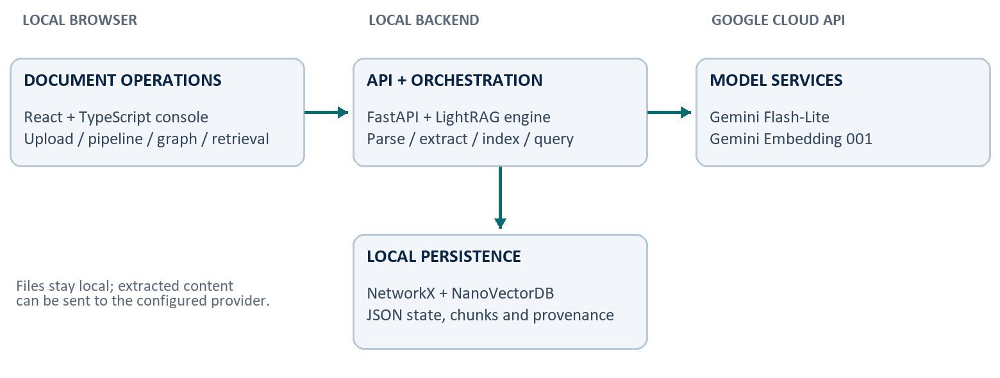 LOCAL BROWSER
LOCAL BACKEND
GOOGLE CLOUD API
DOCUMENT OPERATIONS
React + TypeScript console
Upload / pipeline / graph / retrieval
API + ORCHESTRATION
FastAPI + LightRAG engine
Parse / extract / index / query
MODEL SERVICES
Gemini Flash-Lite
Gemini Embedding 001
LOCAL PERSISTENCE
NetworkX + NanoVectorDB
JSON state, chunks and provenance
Files stay local; extracted content
can be sent to the configured provider.